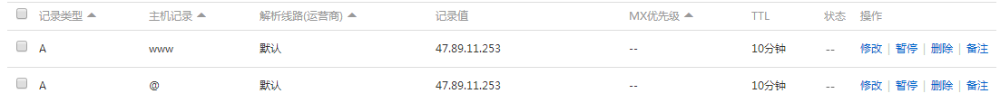 记录类型 主机记录 解析线路(运营商) 记录值 MX优先级 TTL 状态 操作
A www 默认 47.89.11.253 -- 10分钟 -- 修改 | 暂停 | 删除 | 备注
A @ 默认 47.89.11.253 -- 10分钟 -- 修改 | 暂停 | 删除 | 备注